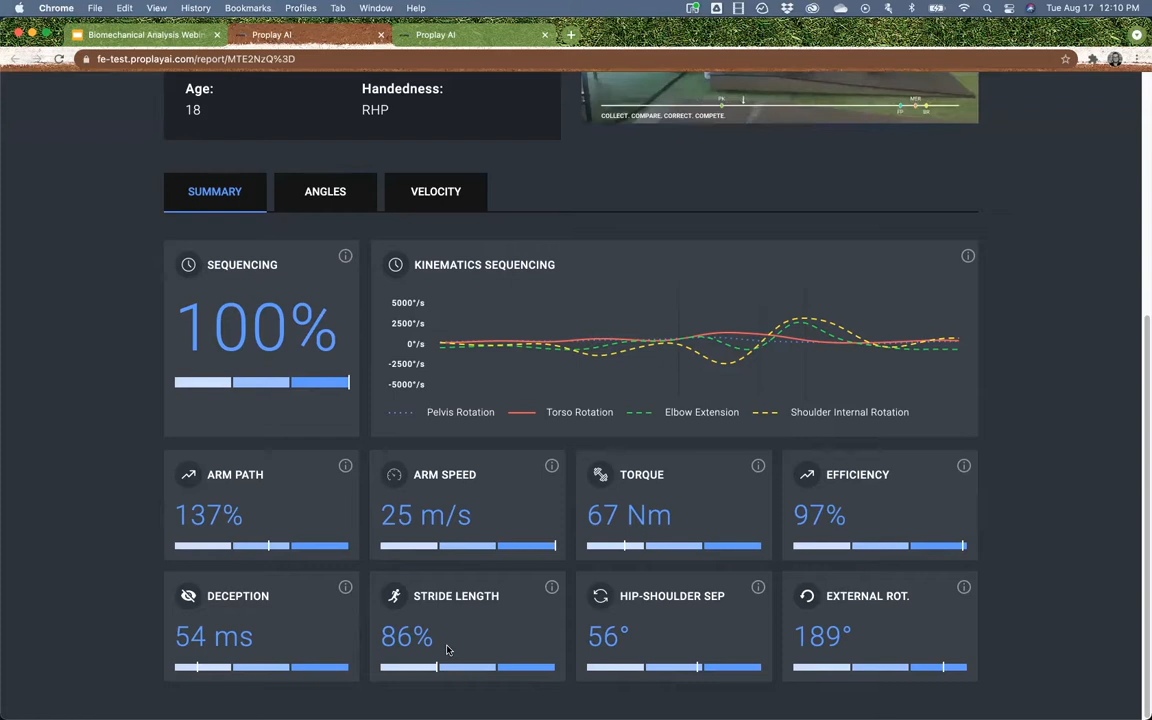 Chrome File Edit View History Bookmarks Profiles Tab Window Help Tue Aug 17 12:10 PM
Biomechanical Analysis Webin Proplay AI Proplay AI
fe-test.proplayai.com/report/MTE2NzQ%3D
Age: Handedness:
18 RHP
COLLECT. COMPARE. CORRECT. COMPETE.
SUMMARY ANGLES VELOCITY
SEQUENCING
100%
KINEMATICS SEQUENCING
5000°/s
2500°/s
0°/s
-2500°/s
-5000°/s
Pelvis Rotation Torso Rotation Elbow Extension Shoulder Internal Rotation
ARM PATH ARM SPEED TORQUE EFFICIENCY
137% 25 m/s 67 Nm 97%
DECEPTION STRIDE LENGTH HIP-SHOULDER SEP EXTERNAL ROT.
54 ms 86% 56° 189°